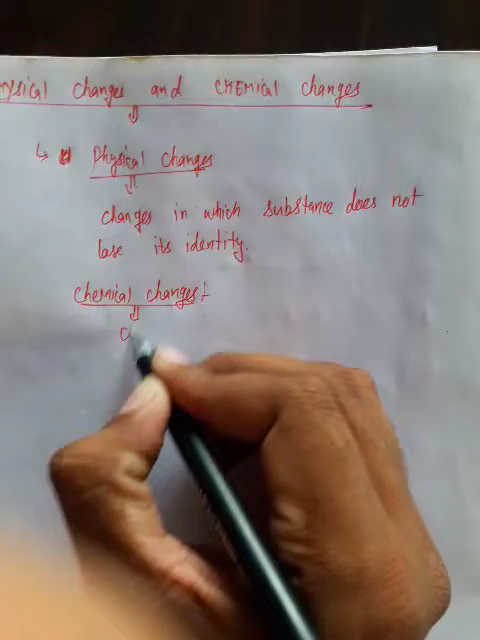 ysical changes and CHEMical changes
Physical changes
changes in which substance does not
lose its identity.
chemical changes:-
C